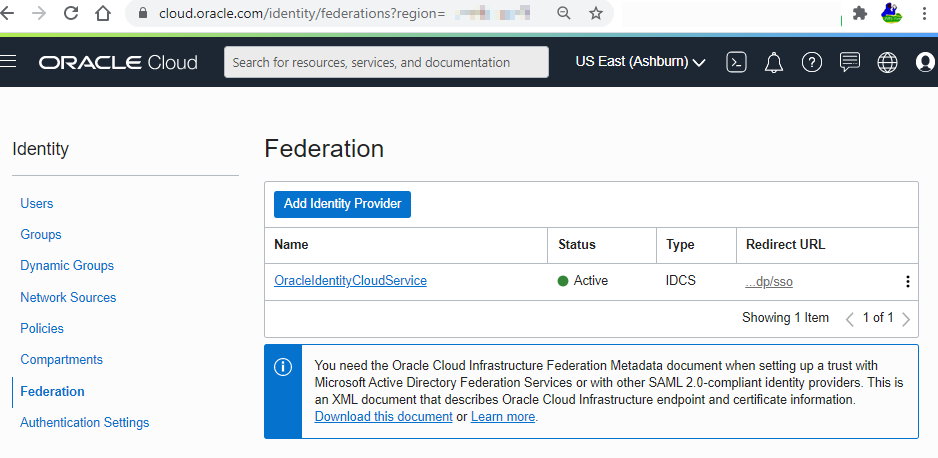 cloud.oracle.com/identity/federations?region=
ORACLE Cloud
Search for resources, services, and documentation
US East (Ashburn)
Identity
Users
Groups
Dynamic Groups
Network Sources
Policies
Compartments
Federation
Authentication Settings
Federation
Add Identity Provider
Name Status Type Redirect URL
OracleIdentityCloudService Active IDCS ...dp/sso
Showing 1 Item 1 of 1
You need the Oracle Cloud Infrastructure Federation Metadata document when setting up a trust with
Microsoft Active Directory Federation Services or with other SAML 2.0-compliant identity providers. This is
an XML document that describes Oracle Cloud Infrastructure endpoint and certificate information.
Download this document or Learn more.